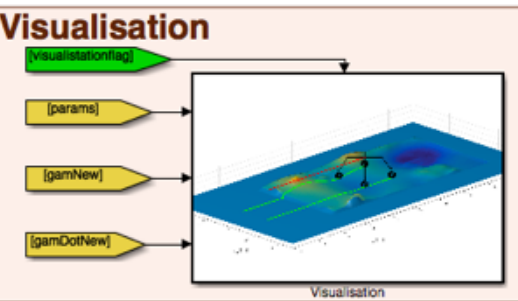 Visualisation
[visualistationflag]
[params]
[gamNew]
[gamDotNew]
Visualisation